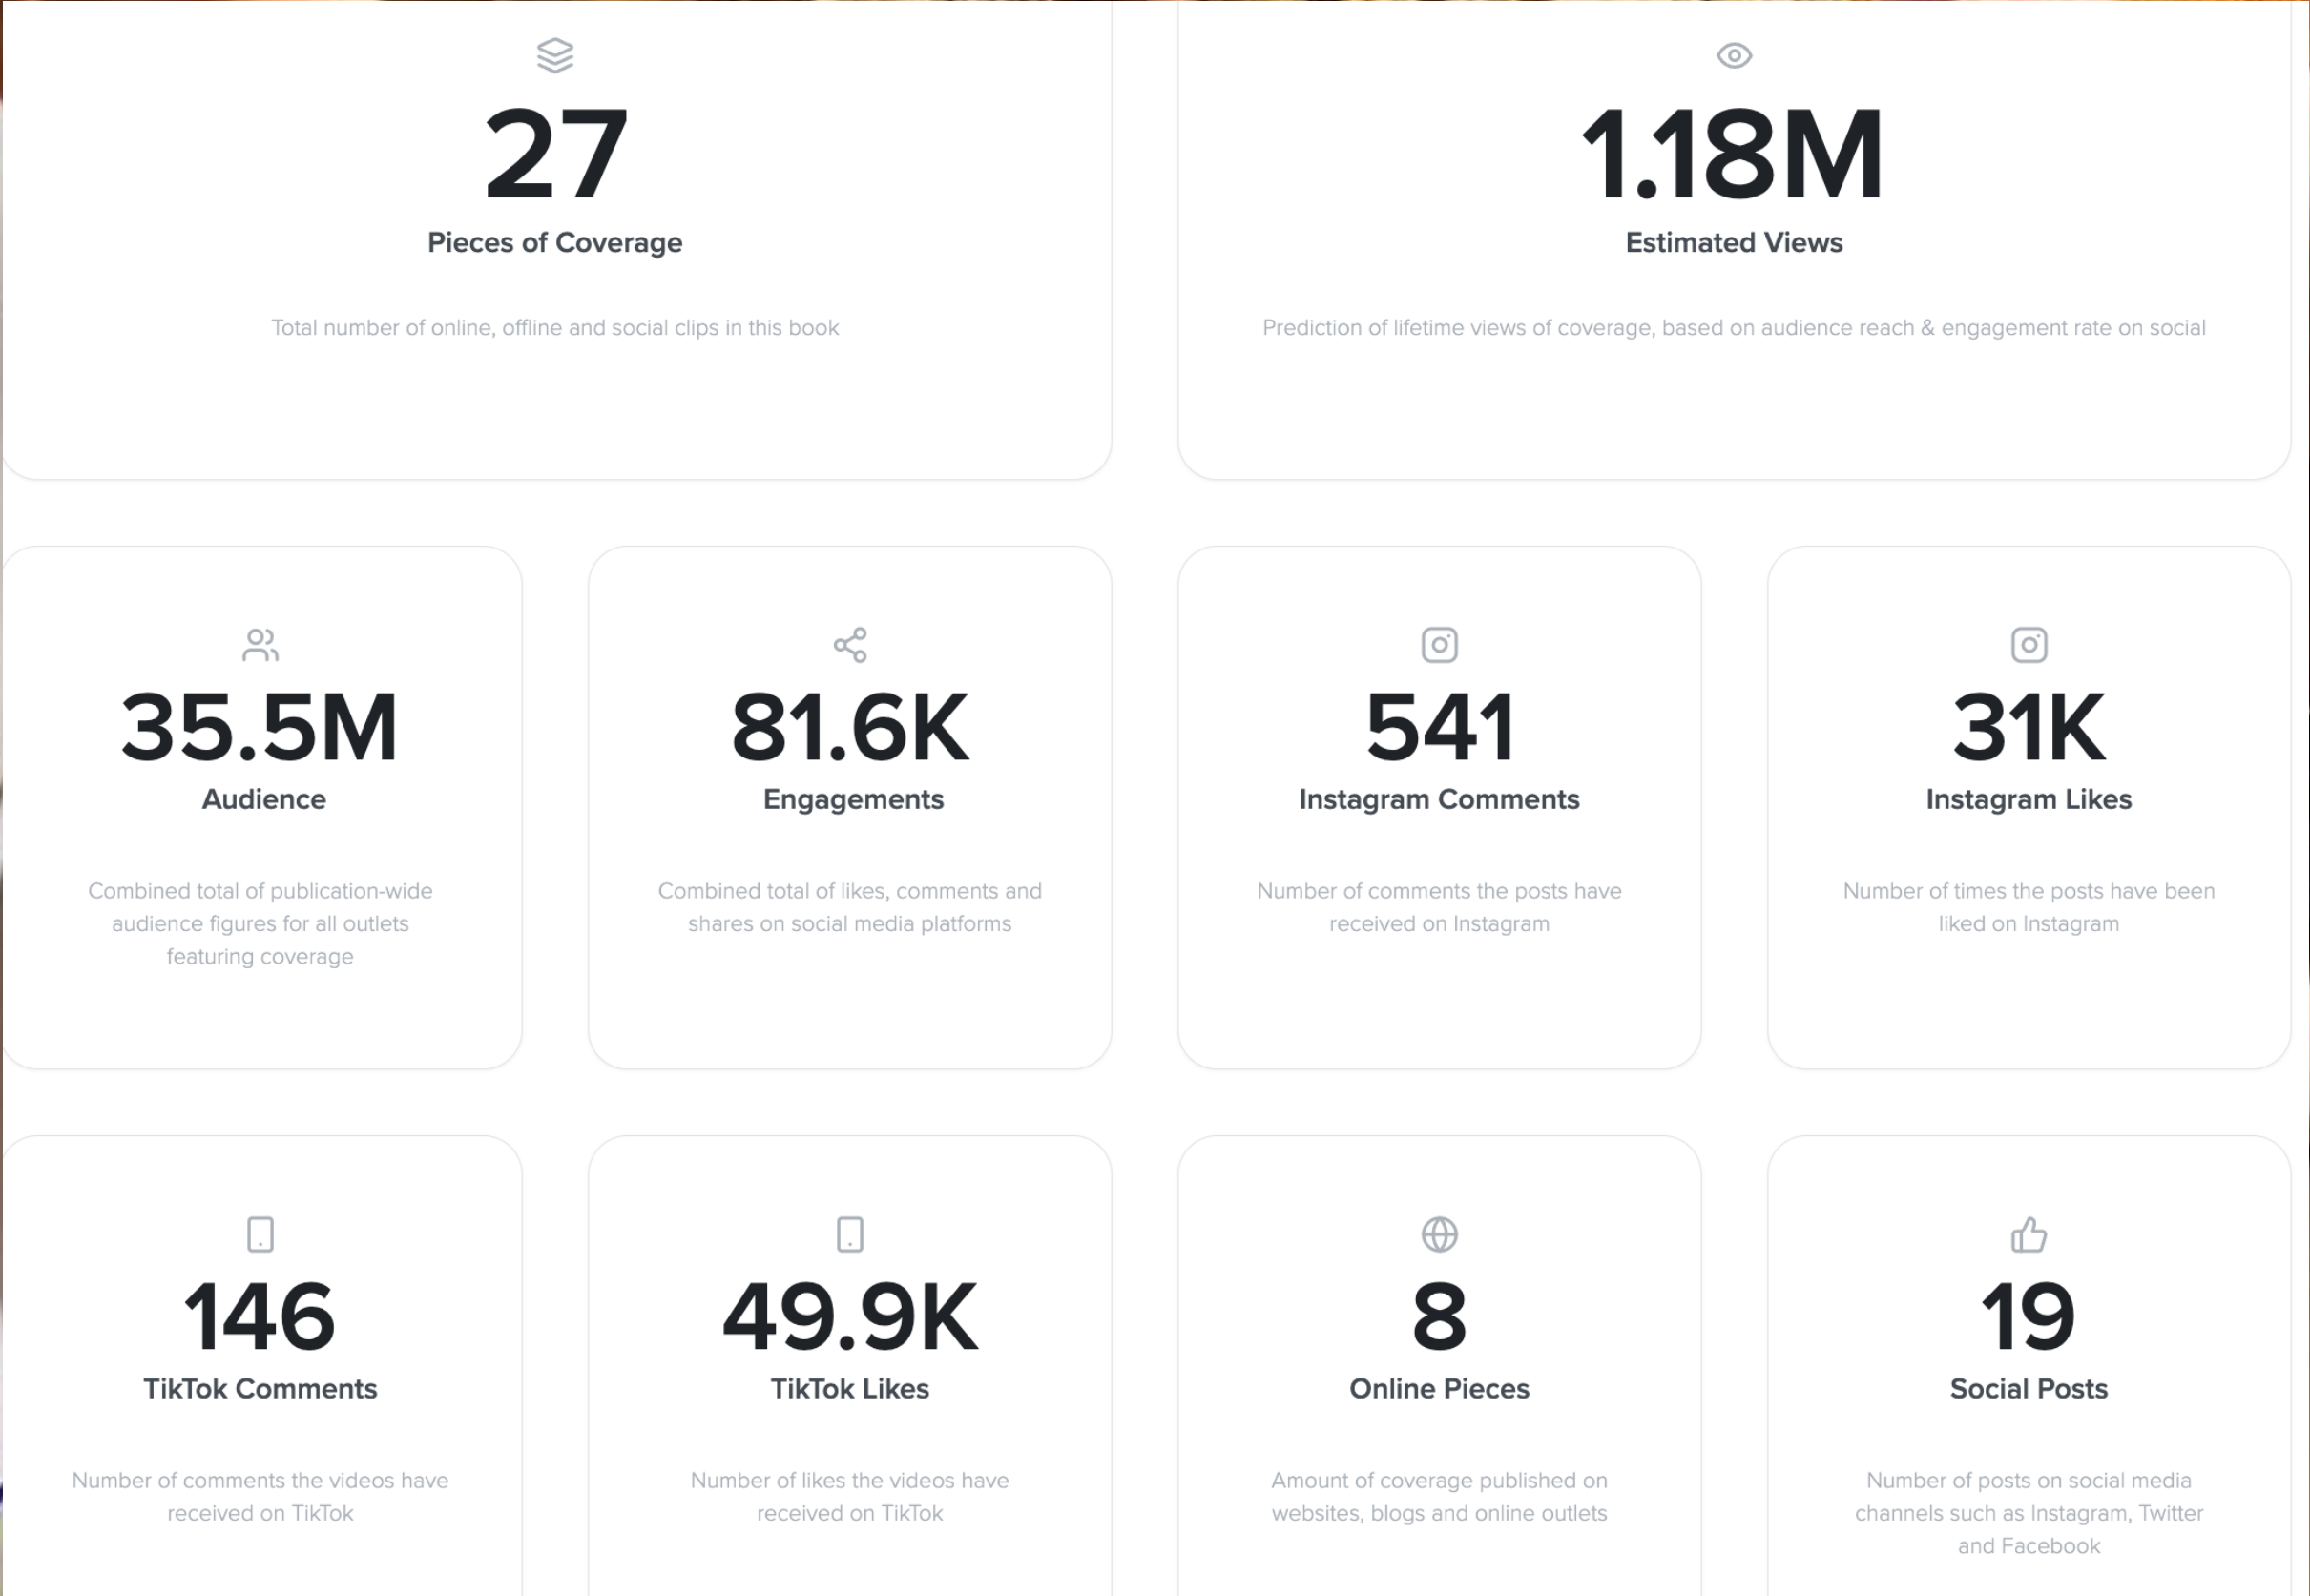 27
Pieces of Coverage
Total number of online, offline and social clips in this book
1.18M
Estimated Views
Prediction of lifetime views of coverage, based on audience reach & engagement rate on social
35.5M
Audience
Combined total of publication-wide
audience figures for all outlets
featuring coverage
81.6K
Engagements
Combined total of likes, comments and
shares on social media platforms
541
Instagram Comments
Number of comments the posts have
received on Instagram
31K
Instagram Likes
Number of times the posts have been
liked on Instagram
146
TikTok Comments
Number of comments the videos have
received on TikTok
49.9K
TikTok Likes
Number of likes the videos have
received on TikTok
8
Online Pieces
Amount of coverage published on
websites, blogs and online outlets
19
Social Posts
Number of posts on social media
channels such as Instagram, Twitter
and Facebook